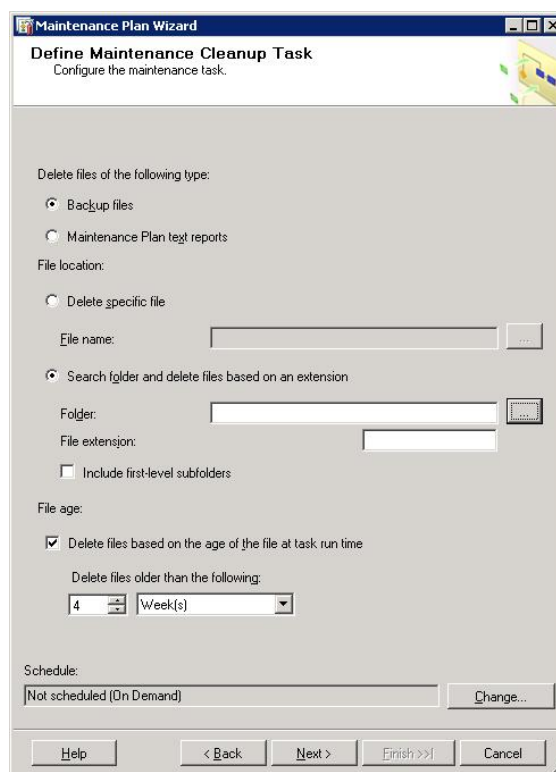 Maintenance Plan Wizard
Define Maintenance Cleanup Task
Configure the maintenance task.
Delete files of the following type:
Backup files
Maintenance Plan text reports
File location:
Delete specific file
File name:
...
Search folder and delete files based on an extension
Folder:
...
File extension:
Include first-level subfolders
File age:
Delete files based on the age of the file at task run time
Delete files older than the following:
4 Week(s)
Schedule:
Not scheduled (On Demand) Change...
Help < Back Next > Finish >>| Cancel